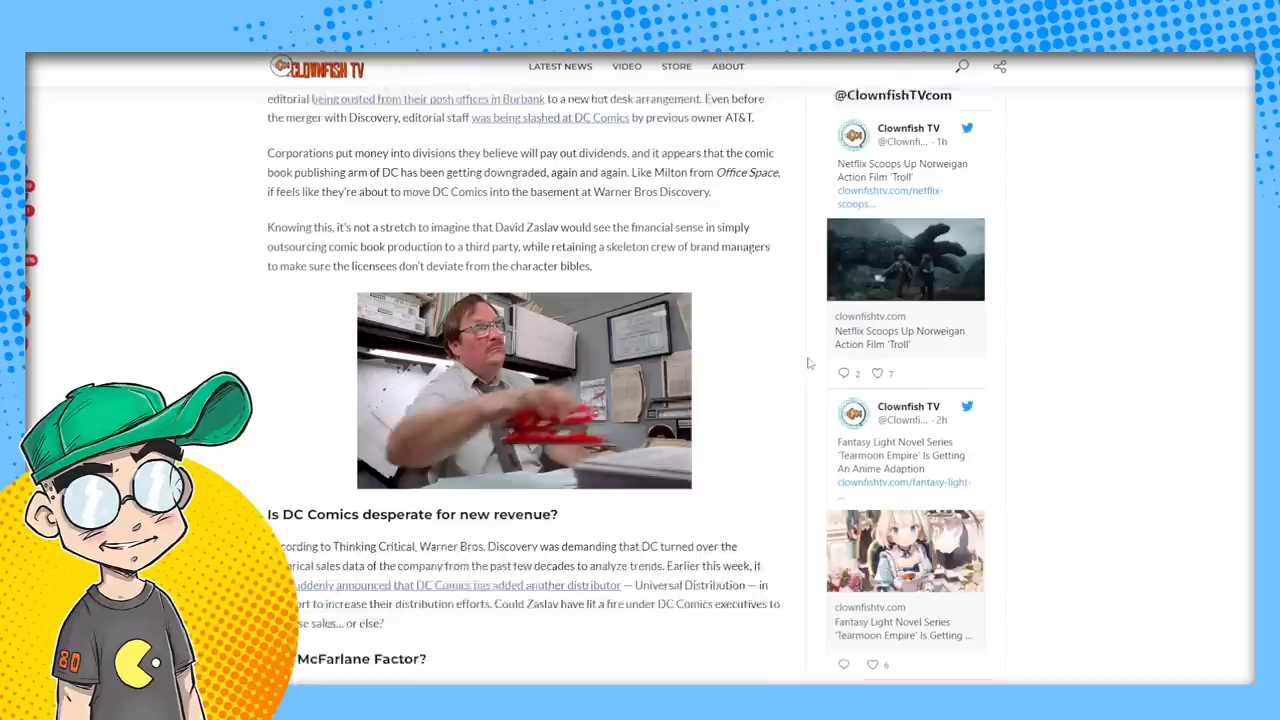 CLOWNFISH TV
LATEST NEWS VIDEO STORE ABOUT
editorial being ousted from their posh offices in Burbank to a new hot desk arrangement. Even before
the merger with Discovery, editorial staff was being slashed at DC Comics by previous owner AT&T.
Corporations put money into divisions they believe will pay out dividends, and it appears that the comic
book publishing arm of DC has been getting downgraded, again and again. Like Milton from Office Space,
if feels like they're about to move DC Comics into the basement at Warner Bros Discovery.
Knowing this, it's not a stretch to imagine that David Zaslav would see the financial sense in simply
outsourcing comic book production to a third party, while retaining a skeleton crew of brand managers
to make sure the licensees don't deviate from the character bibles.
Is DC Comics desperate for new revenue?
cording to Thinking Critical, Warner Bros. Discovery was demanding that DC turned over the
rical sales data of the company from the past few decades to analyze trends. Earlier this week, it
uddenly announced that DC Comics has added another distributor — Universal Distribution — in
ort to increase their distribution efforts. Could Zaslav have lit a fire under DC Comics executives to
se sales... or else?
McFarlane Factor?
@ClownfishTVcom
Clownfish TV
@Clownfi... · 1h
Netflix Scoops Up Norwegian
Action Film 'Troll'
clownfishtv.com/netflix-
scoops...
clownfishtv.com
Netflix Scoops Up Norwegian
Action Film 'Troll'
2 7
Clownfish TV
@Clownfi... · 2h
Fantasy Light Novel Series
'Tearmoon Empire' Is Getting
An Anime Adaption
clownfishtv.com/fantasy-light-
...
clownfishtv.com
Fantasy Light Novel Series
'Tearmoon Empire' Is Getting ...
6
80